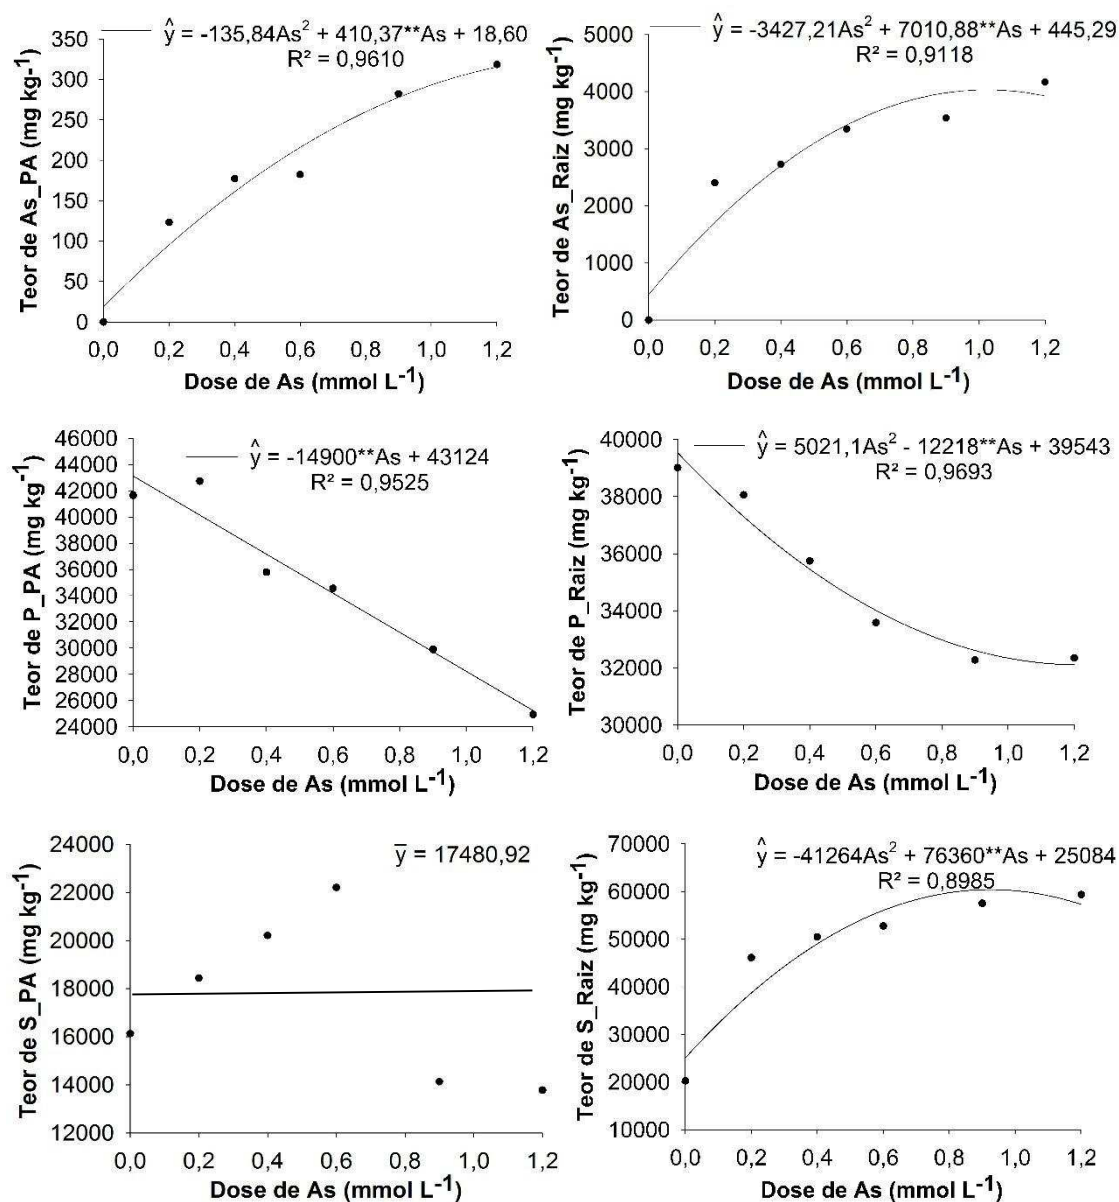 ŷ = -135,84As² + 410,37**As + 18,60
R² = 0,9610
Teor de As_PA (mg kg⁻¹)
350
300
250
200
150
100
50
0
0,0 0,2 0,4 0,6 0,8 1,0 1,2
Dose de As (mmol L⁻¹)
ŷ = -3427,21As² + 7010,88**As + 445,29
R² = 0,9118
Teor de As_Raiz (mg kg⁻¹)
5000
4000
3000
2000
1000
0
0,0 0,2 0,4 0,6 0,8 1,0 1,2
Dose de As (mmol L⁻¹)
ŷ = -14900**As + 43124
R² = 0,9525
Teor de P_PA (mg kg⁻¹)
46000
44000
42000
40000
38000
36000
34000
32000
30000
28000
26000
24000
0,0 0,2 0,4 0,6 0,8 1,0 1,2
Dose de As (mmol L⁻¹)
ŷ = 5021,1As² - 12218**As + 39543
R² = 0,9693
Teor de P_Raiz (mg kg⁻¹)
40000
38000
36000
34000
32000
30000
0,0 0,2 0,4 0,6 0,8 1,0 1,2
Dose de As (mmol L⁻¹)
y̅ = 17480,92
Teor de S_PA (mg kg⁻¹)
24000
22000
20000
18000
16000
14000
12000
0,0 0,2 0,4 0,6 0,8 1,0 1,2
Dose de As (mmol L⁻¹)
ŷ = -41264As² + 76360**As + 25084
R² = 0,8985
Teor de S_Raiz (mg kg⁻¹)
70000
60000
50000
40000
30000
20000
10000
0,0 0,2 0,4 0,6 0,8 1,0 1,2
Dose de As (mmol L⁻¹)